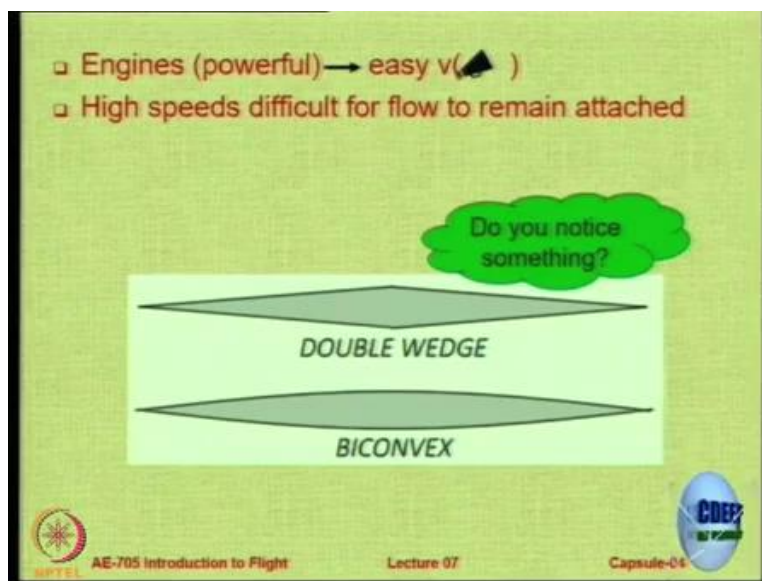 Engines (powerful) → easy v( )
High speeds difficult for flow to remain attached
Do you notice
something?
DOUBLE WEDGE
BICONVEX
NPTEL
AE-705 Introduction to Flight
Lecture 07
Capsule-04